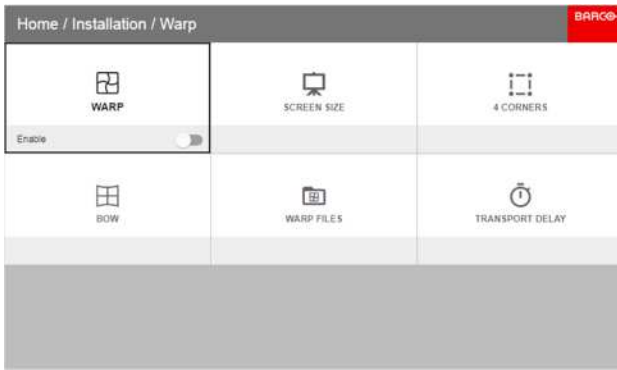 Home / Installation / Warp
BARCO
WARP
SCREEN SIZE
4 CORNERS
Enable
BOW
WARP FILES
TRANSPORT DELAY